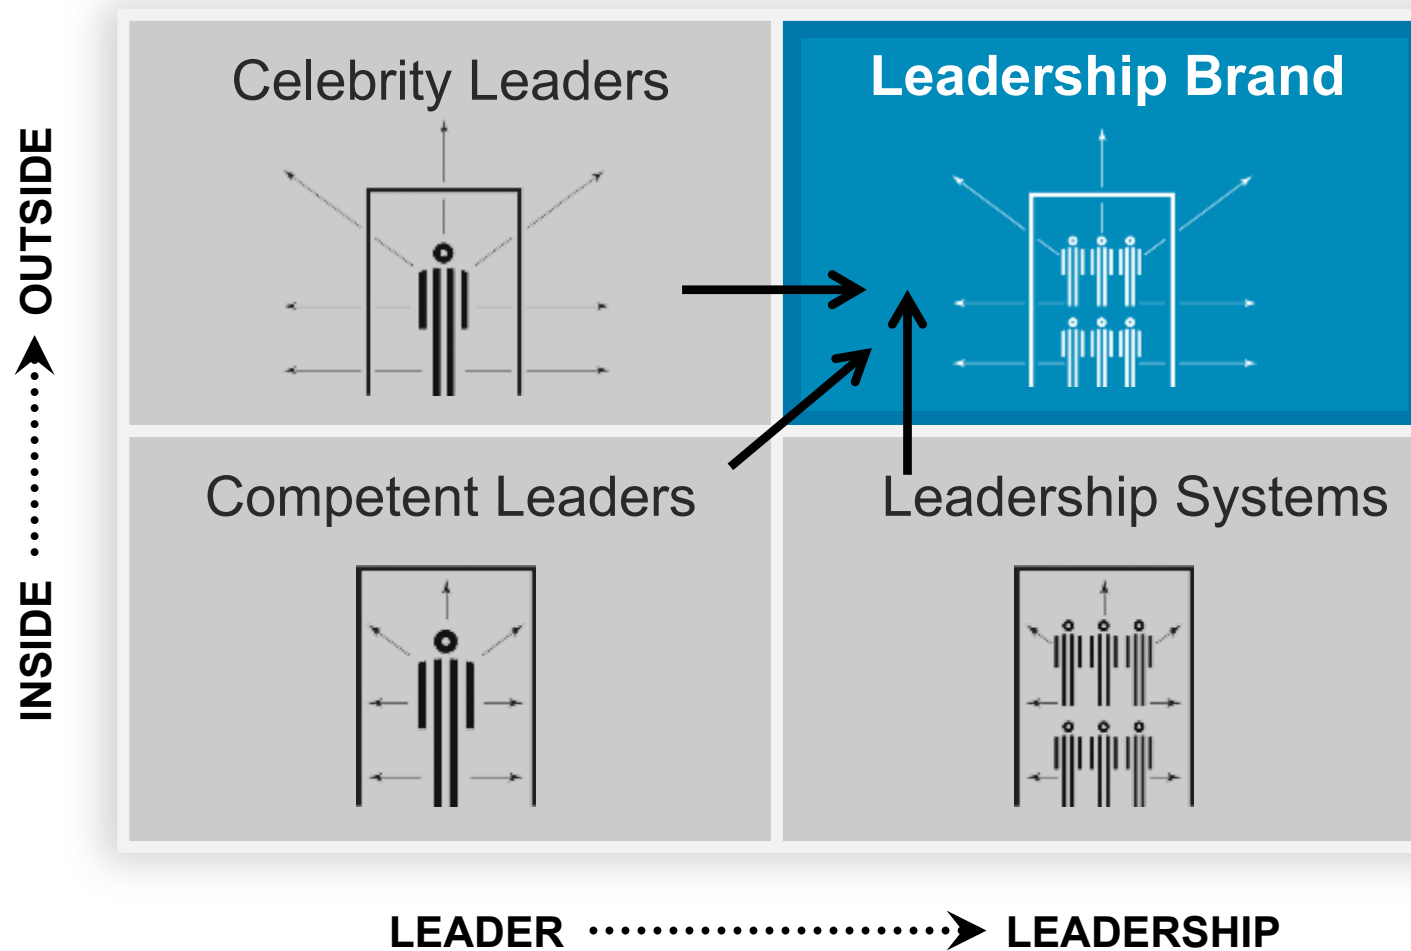 Celebrity Leaders
Leadership Brand
OUTSIDE
Competent Leaders
Leadership Systems
INSIDE
LEADER
LEADERSHIP